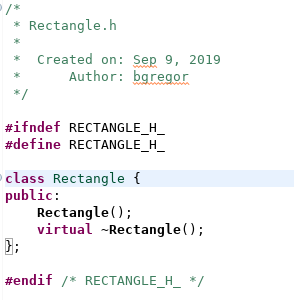 /*
 * Rectangle.h
 *
 *  Created on: Sep 9, 2019
 *      Author: bgregor
 */

#ifndef RECTANGLE_H_
#define RECTANGLE_H_

class Rectangle {
public:
    Rectangle();
    virtual ~Rectangle();
};

#endif /* RECTANGLE_H_ */